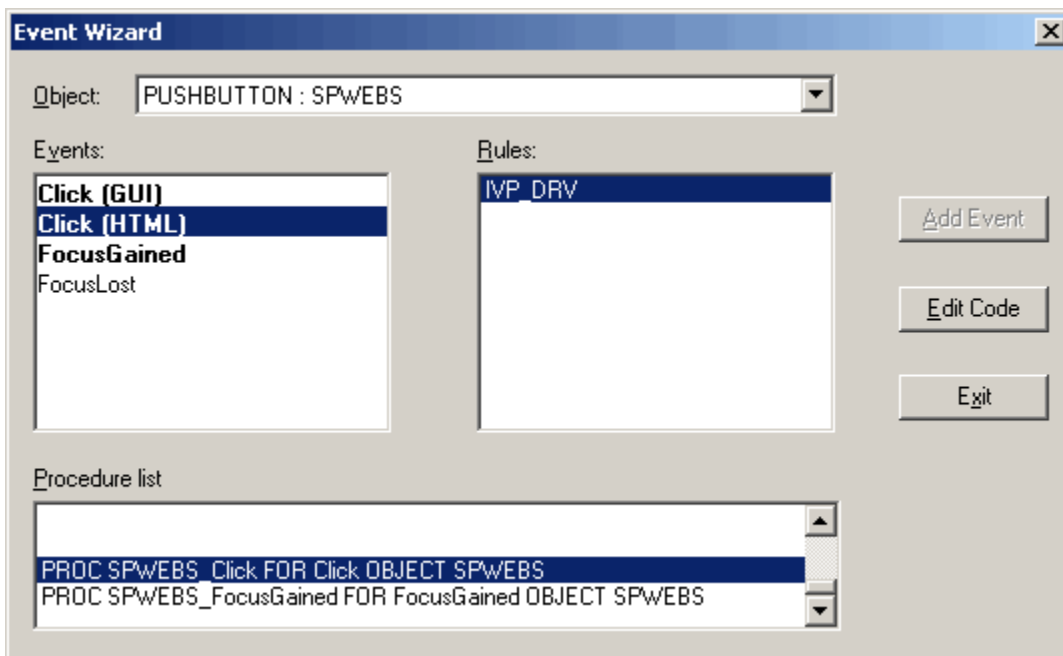 Event Wizard
Object: PUSHBUTTON : SPWEBS
Events:
Rules:
Click (GUI)
Click (HTML)
FocusGained
FocusLost
IVP_DRV
Add Event
Edit Code
Exit
Procedure list
PROC SPWEBS_Click FOR Click OBJECT SPWEBS
PROC SPWEBS_FocusGained FOR FocusGained OBJECT SPWEBS